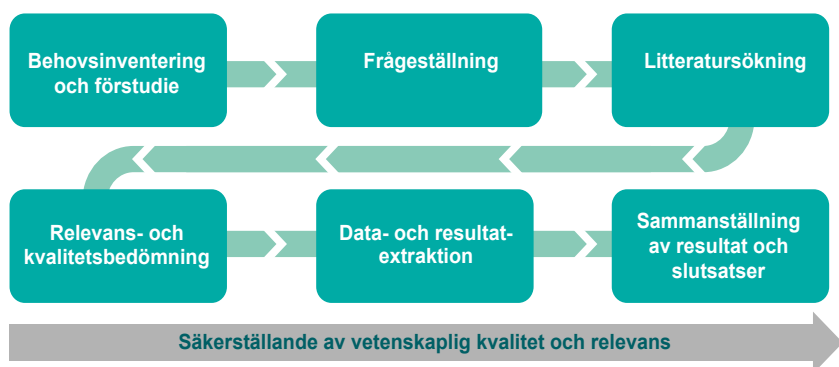 Behovsinventering
och förstudie
Frågeställning
Litteratursökning
Relevans- och
kvalitetsbedömning
Data- och resultat-
extraktion
Sammanställning
av resultat och
slutsatser
Säkerställande av vetenskaplig kvalitet och relevans